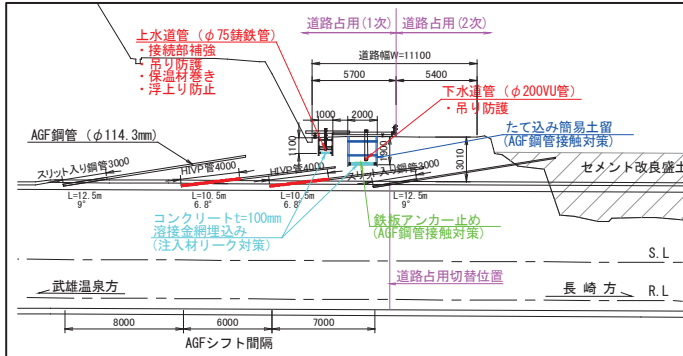 道路占用(1次)
道路占用(2次)
上水道管(φ75鋳鉄管)
・接続部補強
・吊り防護
・保温材巻き
・浮上り防止
道路幅W=11100
5700
5400
下水道管(φ200VU管)
・吊り防護
1000
2000
1100
900
3010
たて込み簡易土留
(AGF鋼管接触対策)
AGF鋼管(φ114.3mm)
スリット入り鋼管3000
HIVP管4000
HIVP管4000
スリット入り鋼管3000
セメント改良盛土
L=12.5m
9°
L=10.5m
6.8°
L=10.5m
6.8°
L=12.5m
9°
コンクリートt=100mm
溶接金網埋込み
(注入材リーク対策)
鉄板アンカー止め
(AGF鋼管接触対策)
S.L
道路占用切替位置
武雄温泉方
長崎方
R.L
8000
6000
7000
AGFシフト間隔